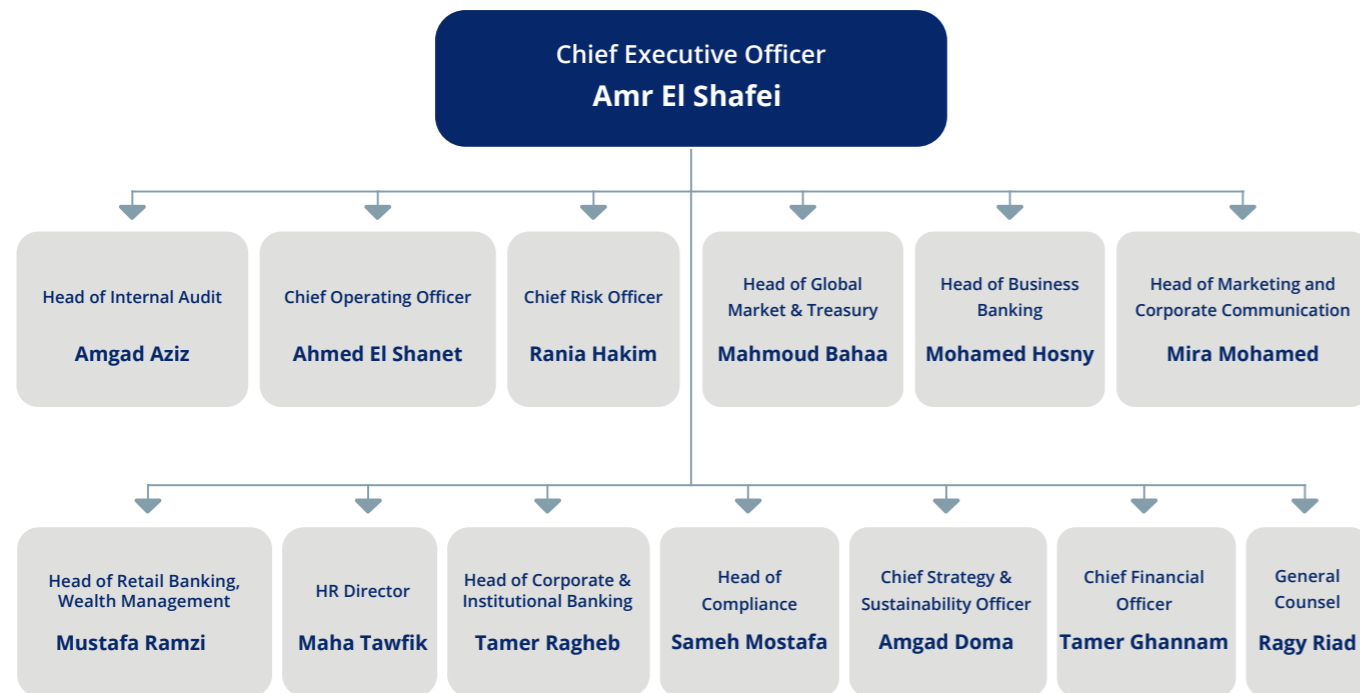 Chief Executive Officer
Amr El Shafei
Head of Internal Audit
Amgad Aziz
Chief Operating Officer
Ahmed El Shanet
Chief Risk Officer
Rania Hakim
Head of Global
Market & Treasury
Mahmoud Bahaa
Head of Business
Banking
Mohamed Hosny
Head of Marketing and
Corporate Communication
Mira Mohamed
Head of Retail Banking,
Wealth Management
Mustafa Ramzi
HR Director
Maha Tawfik
Head of Corporate &
Institutional Banking
Tamer Ragheb
Head of
Compliance
Sameh Mostafa
Chief Strategy &
Sustainability Officer
Amgad Doma
Chief Financial
Officer
Tamer Ghannam
General
Counsel
Ragy Riad